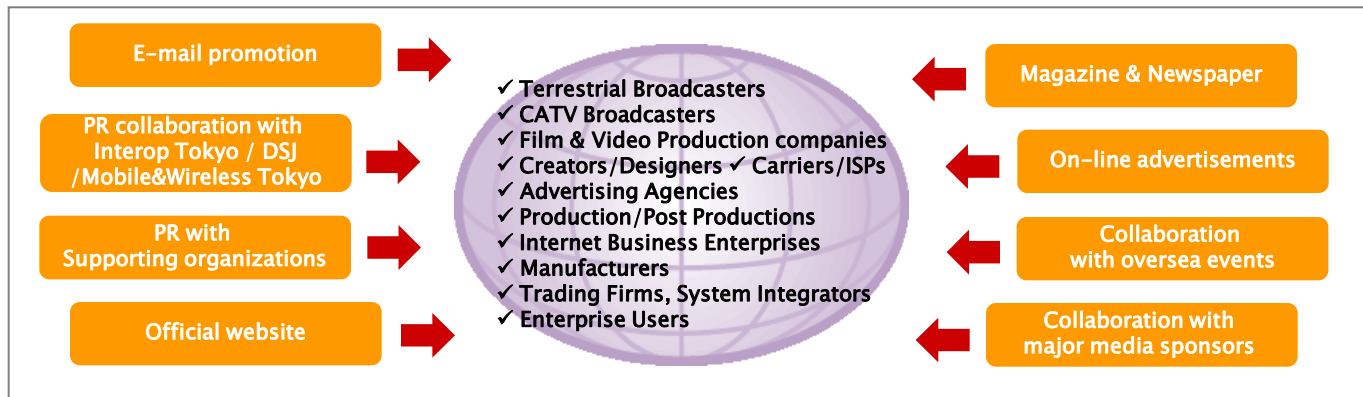 E-mail promotion
PR collaboration with
Interop Tokyo / DSJ
/Mobile&Wireless Tokyo
PR with
Supporting organizations
Official website
✓ Terrestrial Broadcasters
✓ CATV Broadcasters
✓ Film & Video Production companies
✓ Creators/Designers ✓ Carriers/ISPs
✓ Advertising Agencies
✓ Production/Post Productions
✓ Internet Business Enterprises
✓ Manufacturers
✓ Trading Firms, System Integrators
✓ Enterprise Users
Magazine & Newspaper
On-line advertisements
Collaboration
with oversea events
Collaboration with
major media sponsors